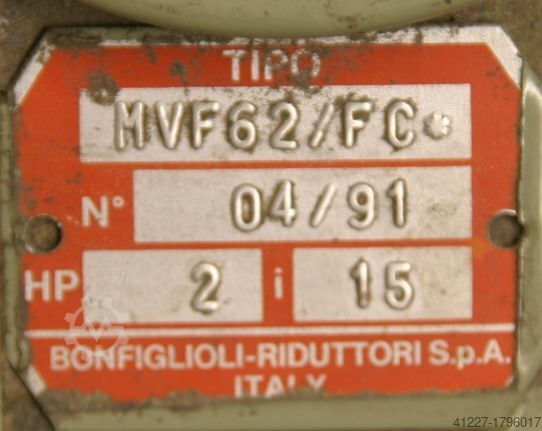 TIPO
MVF62/FC*
N° 04/91
HP 2 i 15
BONFIGLIOLI-RIDUTTORI S.p.A.
ITALY
41227-1796017